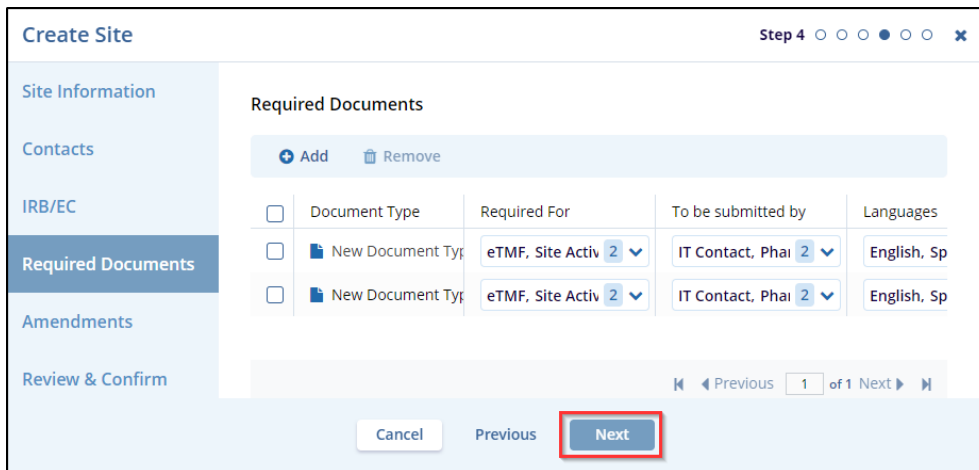 Create Site
Step 4
Site Information
Contacts
IRB/EC
Required Documents
Amendments
Review & Confirm
Required Documents
Add Remove
Document Type Required For To be submitted by Languages
New Document Typ eTMF, Site Activ 2 IT Contact, Phar 2 English, Sp
New Document Typ eTMF, Site Activ 2 IT Contact, Phar 2 English, Sp
Previous 1 of 1 Next
Cancel Previous Next